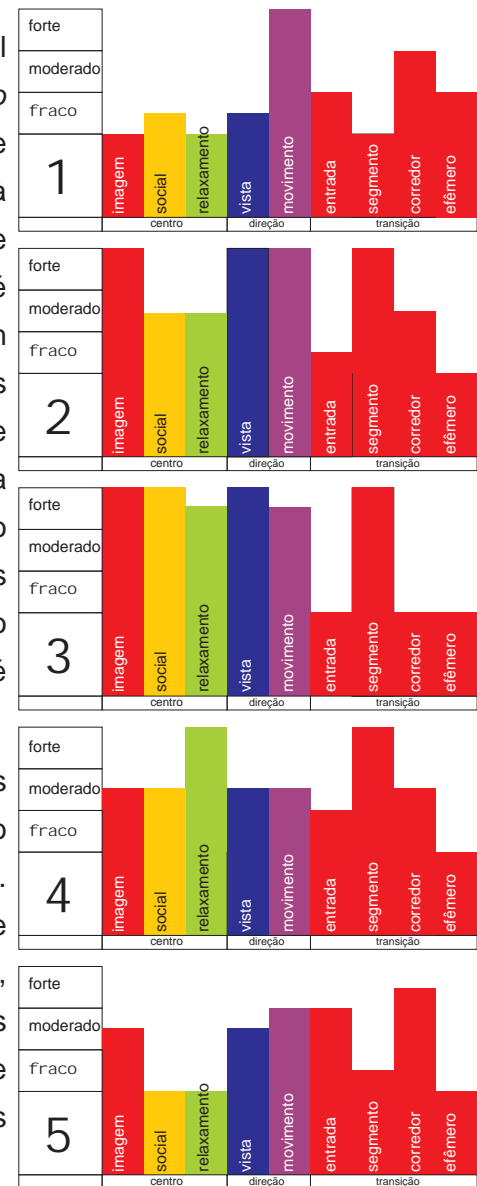 forte
moderado
fraco
1
imagem
social
relaxamento
vista
movimento
entrada
segmento
corredor
efêmero
centro direção transição
forte
moderado
fraco
2
imagem
social
relaxamento
vista
movimento
entrada
segmento
corredor
efêmero
centro direção transição
forte
moderado
fraco
3
imagem
social
relaxamento
vista
movimento
entrada
segmento
corredor
efêmero
centro direção transição
forte
moderado
fraco
4
imagem
social
relaxamento
vista
movimento
entrada
segmento
corredor
efêmero
centro direção transição
forte
moderado
fraco
5
imagem
social
relaxamento
vista
movimento
entrada
segmento
corredor
efêmero
centro direção transição